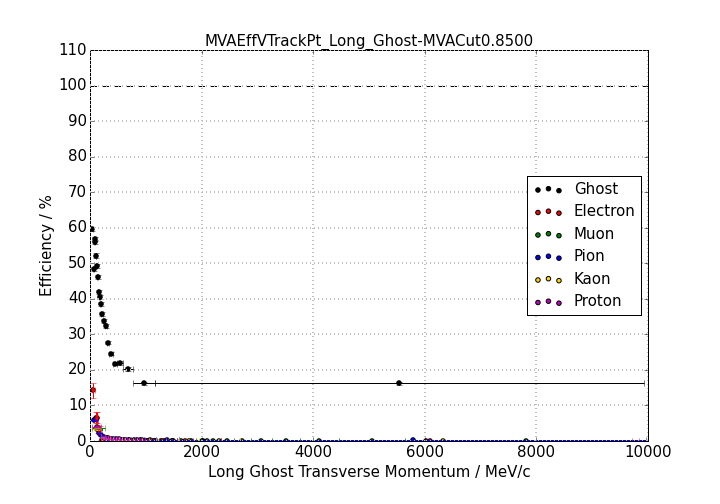 MVAEffVTrackPt_Long_Ghost-MVACut0.8500
110
100
90
80
70
60
50
40
30
20
10
0
Efficiency / %
Ghost
Electron
Muon
Pion
Kaon
Proton
0 2000 4000 6000 8000 10000
Long Ghost Transverse Momentum / MeV/c